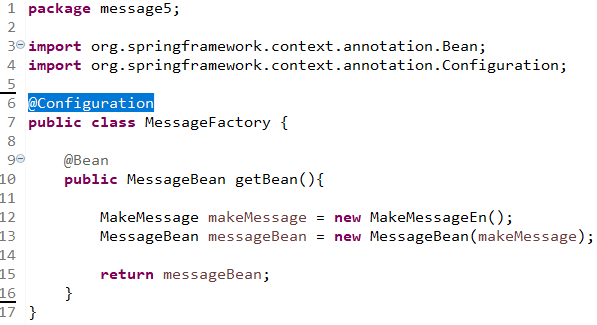 1 package message5;
2
3 import org.springframework.context.annotation.Bean;
4 import org.springframework.context.annotation.Configuration;
5
6 @Configuration
7 public class MessageFactory {
8
9     @Bean
10     public MessageBean getBean(){
11
12         MakeMessage makeMessage = new MakeMessageEn();
13         MessageBean messageBean = new MessageBean(makeMessage);
14
15         return messageBean;
16     }
17 }